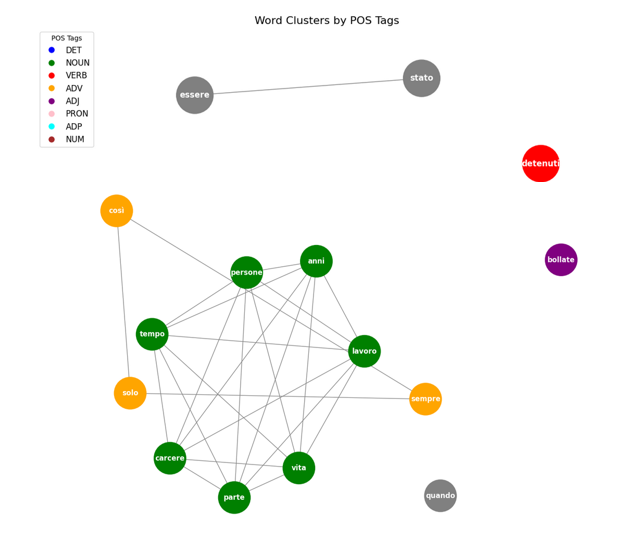 Word Clusters by POS Tags
POS Tags
DET
NOUN
VERB
ADV
ADJ
PRON
ADP
NUM
stato
essere
detenuti
cosi
bollate
anni
persone
tempo
lavoro
solo
sempre
carcere
vita
parte
quando